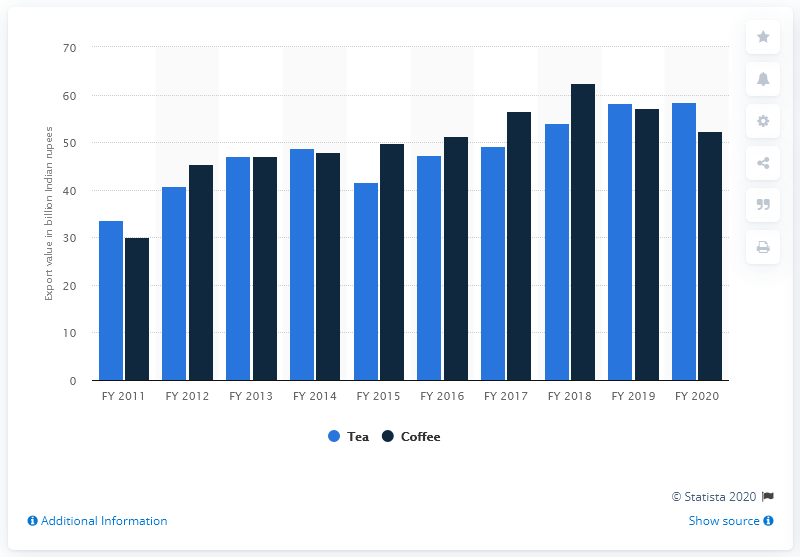 70
60
50
40
30
20
10
0
Export value in billion Indian rupees
FY 2011 FY 2012 FY 2013 FY 2014 FY 2015 FY 2016 FY 2017 FY 2018 FY 2019 FY 2020
Tea Coffee
© Statista 2020
Additional Information Show source